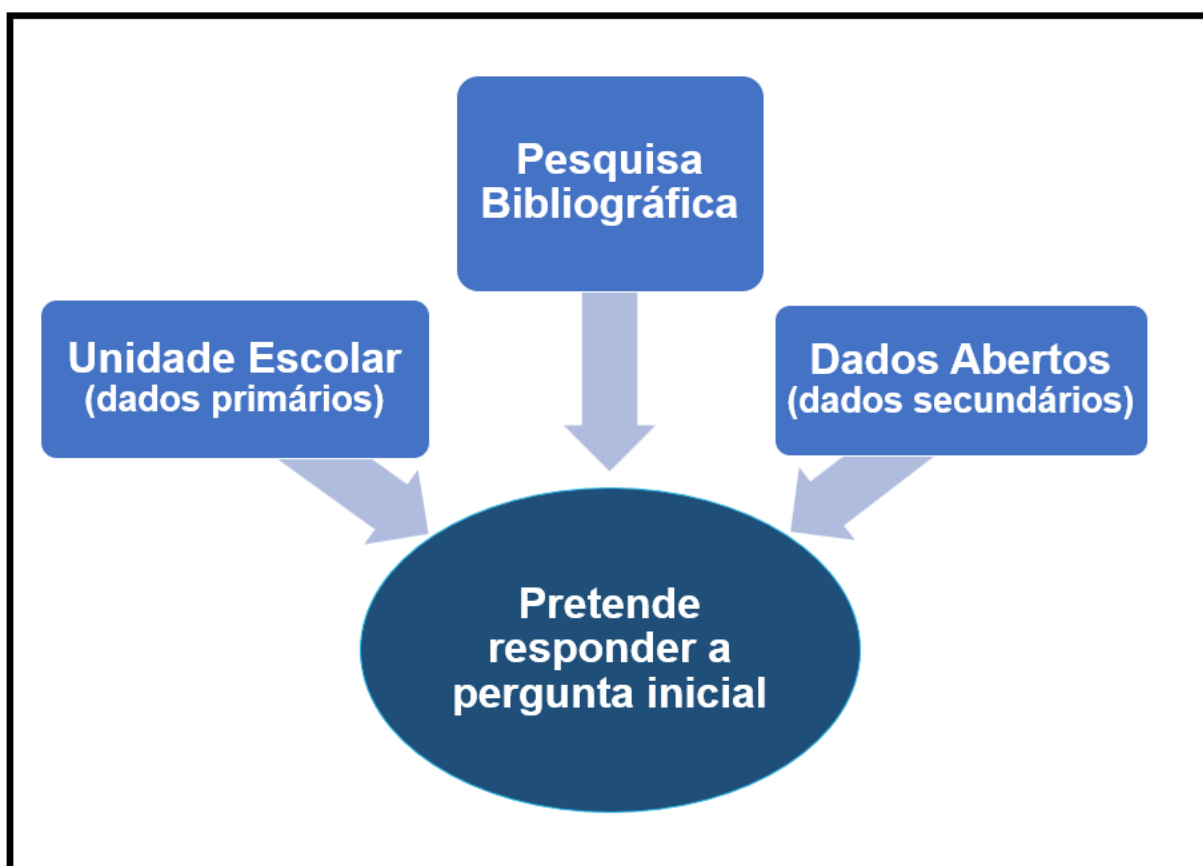 Pesquisa
Bibliográfica
Unidade Escolar
(dados primários)
Dados Abertos
(dados secundários)
Pretende
responder a
pergunta inicial